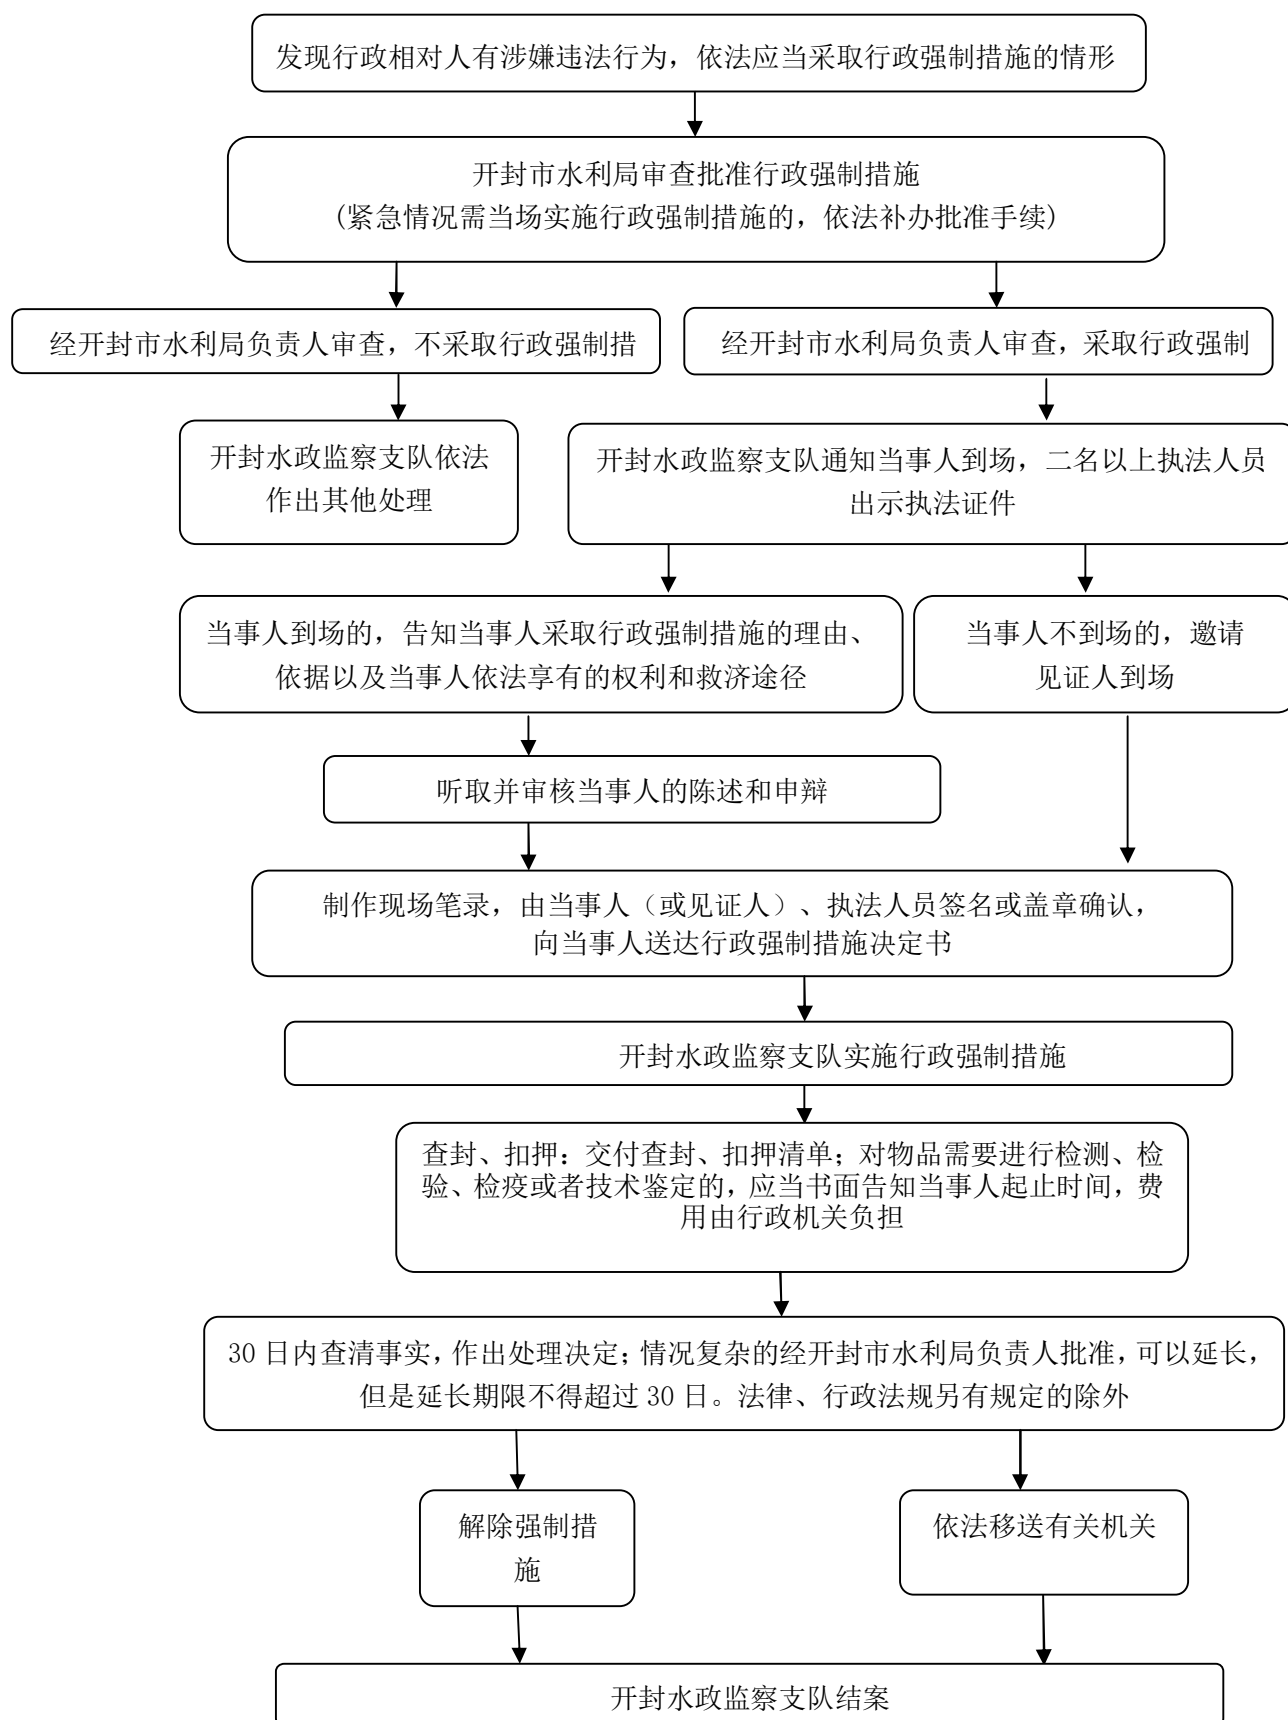 发现行政相对人有涉嫌违法行为，依法应当采取行政强制措施的情形
开封市水利局审查批准行政强制措施
(紧急情况需当场实施行政强制措施的，依法补办批准手续)
经开封市水利局负责人审查，不采取行政强制措
经开封市水利局负责人审查，采取行政强制
开封水政监察支队依法
作出其他处理
开封水政监察支队通知当事人到场，二名以上执法人员
出示执法证件
当事人到场的，告知当事人采取行政强制措施的理由、
依据以及当事人依法享有的权利和救济途径
当事人不到场的，邀请
见证人到场
听取并审核当事人的陈述和申辩
制作现场笔录，由当事人（或见证人）、执法人员签名或盖章确认，
向当事人送达行政强制措施决定书
开封水政监察支队实施行政强制措施
查封、扣押：交付查封、扣押清单；对物品需要进行检测、检
验、检疫或者技术鉴定的，应当书面告知当事人起止时间，费
用由行政机关负担
30 日内查清事实，作出处理决定；情况复杂的经开封市水利局负责人批准，可以延长，
但是延长期限不得超过 30 日。法律、行政法规另有规定的除外
解除强制措
施
依法移送有关机关
开封水政监察支队结案